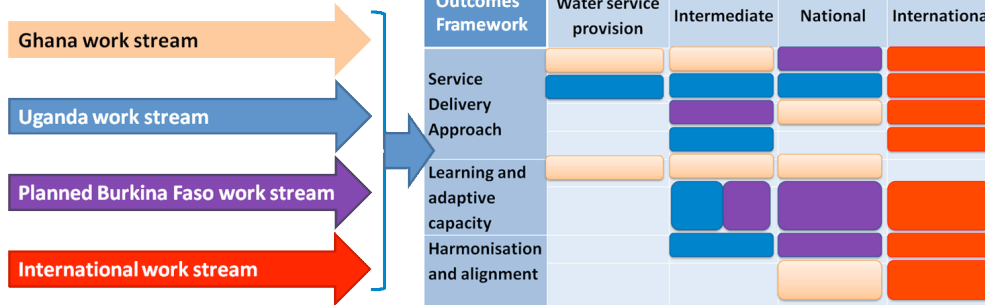 Ghana work stream
Uganda work stream
Planned Burkina Faso work stream
International work stream
Outcomes
Framework
Water service
provision
Intermediate
National
Internationa
Service
Delivery
Approach
Learning and
adaptive
capacity
Harmonisation
and alignment